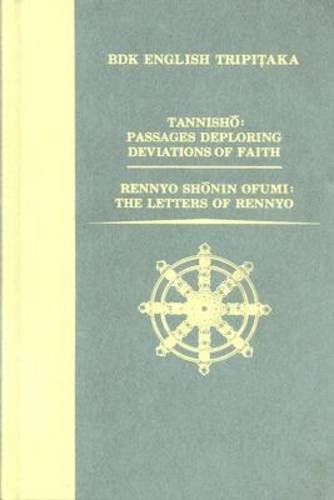 BDK ENGLISH TRIPIṬAKA
TANNISHŌ:
PASSAGES DEPLORING
DEVIATIONS OF FAITH
RENNYO SHŌNIN OFUMI:
THE LETTERS OF RENNYO